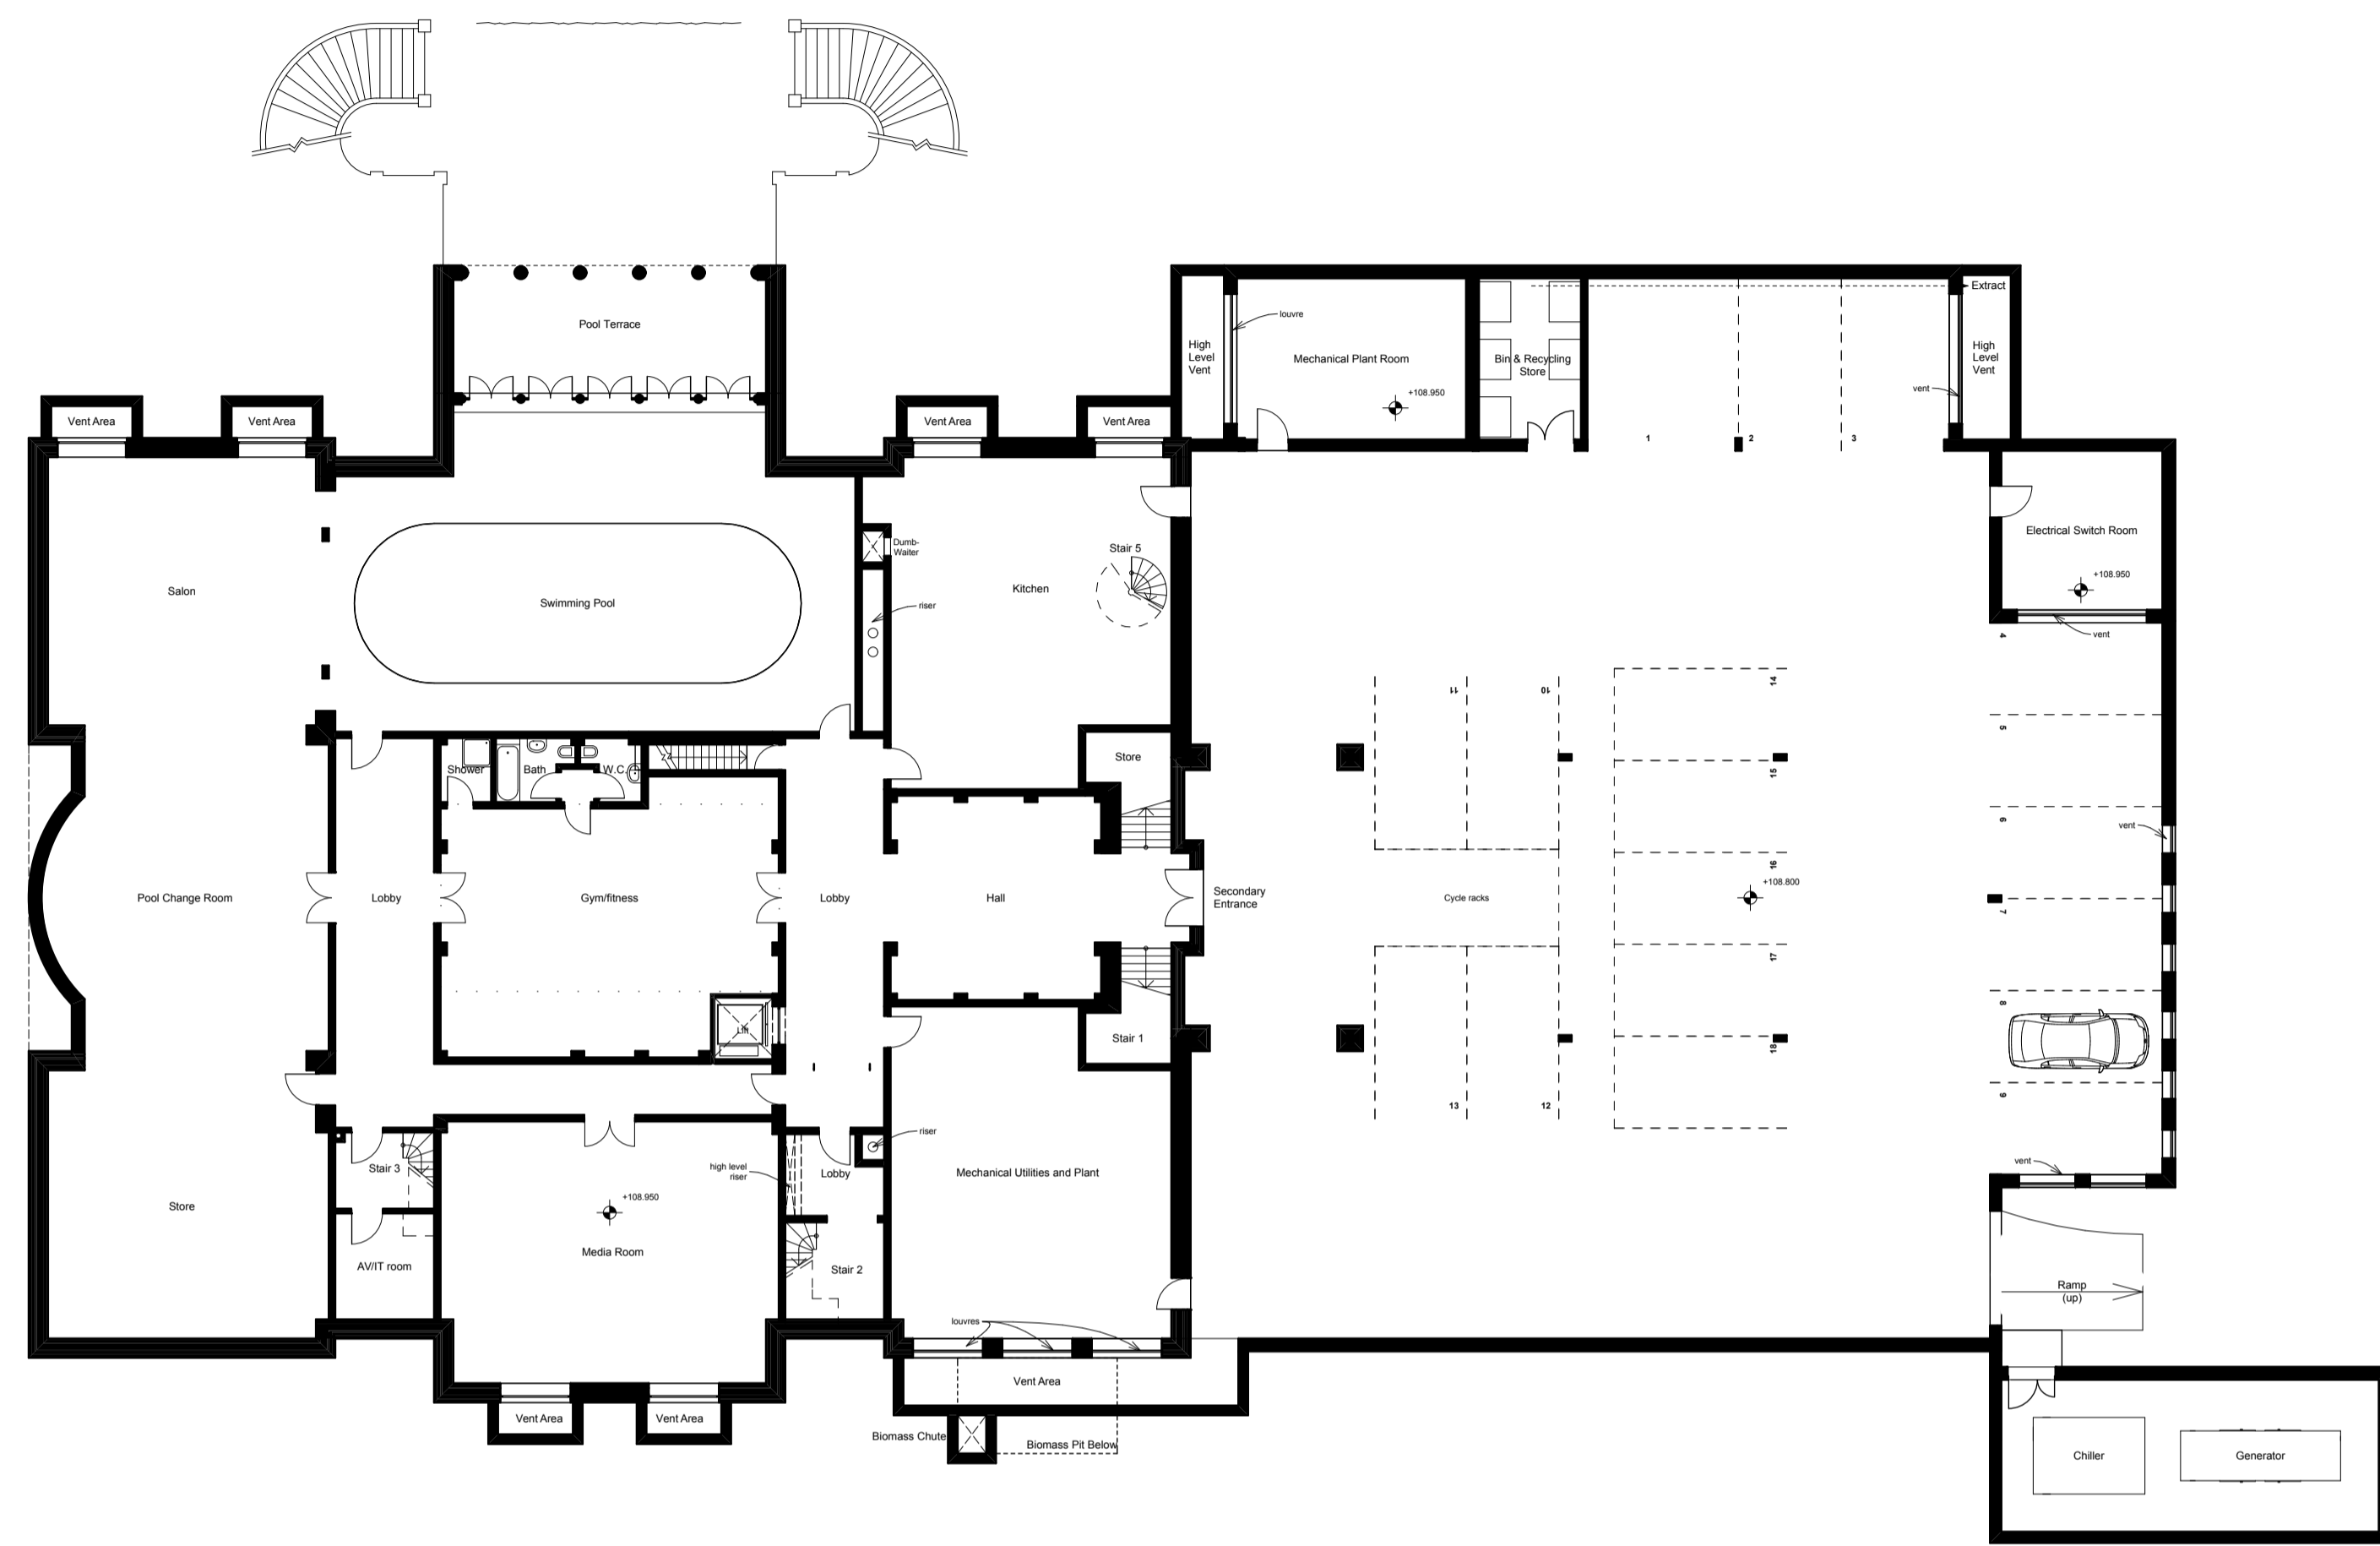 Pool Terrace
Extract
louvre
High
Level
Vent
Mechanical Plant Room
Bin & Recycling
Store
High
Level
Vent
vent
+108.950
Vent Area
Vent Area
Vent Area
Vent Area
1
2
3
Electrical Switch Room
+108.950
vent
Dumb-
Waiter
Stair 5
Kitchen
Salon
Swimming Pool
riser
4
5
6
7
8
9
11
10
14
15
16
17
18
vent
Store
Shower
Bath
W.C.
Pool Change Room
Lobby
Gym/fitness
Lobby
Hall
Secondary
Entrance
Cycle racks
+108.800
Lift
Stair 1
13
12
riser
Stair 3
high level
riser
Lobby
Mechanical Utilities and Plant
vent
Store
+108.950
Media Room
AV/IT room
Stair 2
Ramp
(up)
louvres
Vent Area
Vent Area
Vent Area
Biomass Chute
Biomass Pit Below
Chiller
Generator